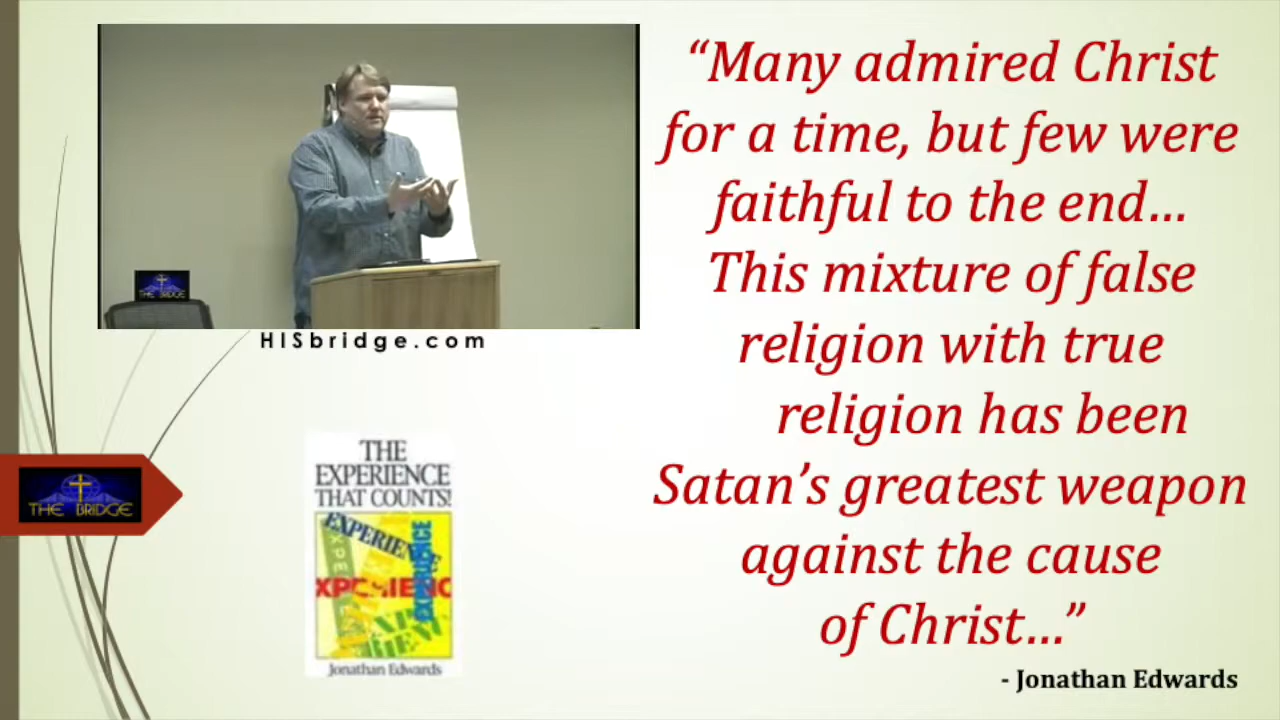 THE BRIDGE
HISbridge.com
THE BRIDGE
THE
EXPERIENCE
THAT COUNTS!
EXPERIENCE
EXPERIENCE
Jonathan Edwards
“Many admired Christ
for a time, but few were
faithful to the end…
This mixture of false
religion with true
religion has been
Satan’s greatest weapon
against the cause
of Christ…”
- Jonathan Edwards